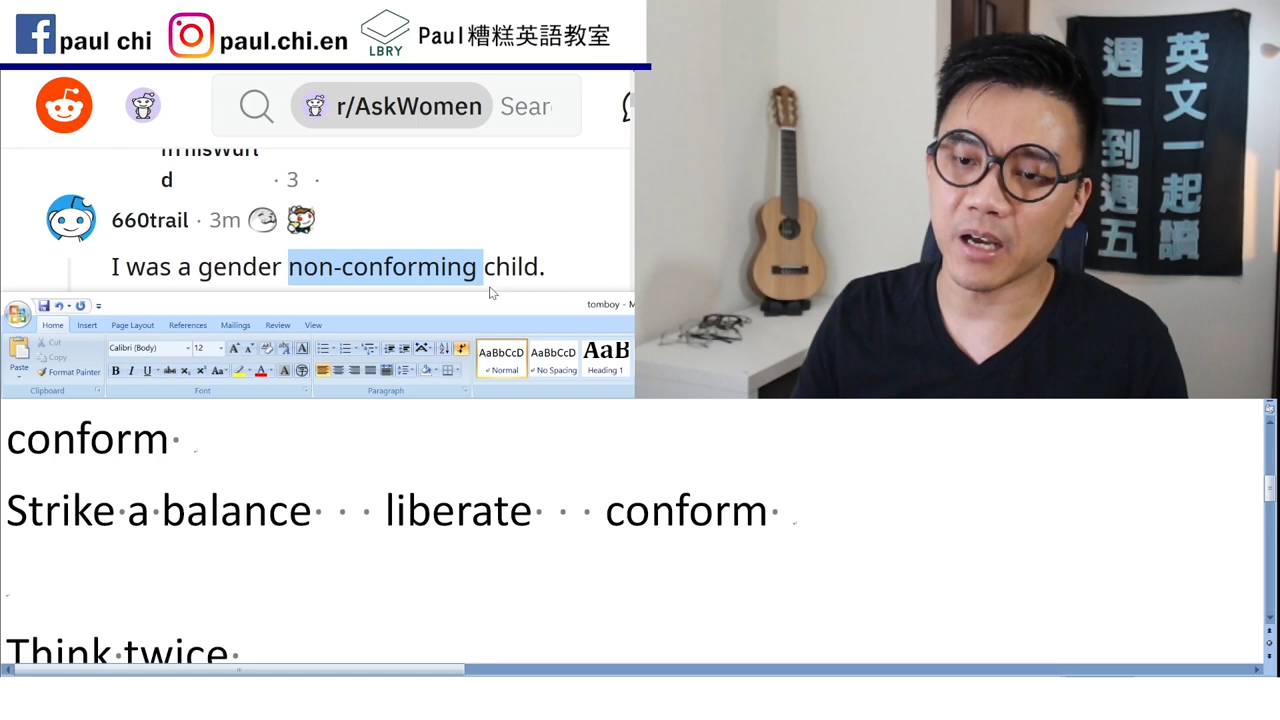 paul chi
paul.chi.en
LBRY
Paul糟糕英語教室
r/AskWomen
Sear
d · 3 ·
660trail · 3m
I was a gender non-conforming child.
tomboy - M
Home Insert Page Layout References Mailings Review View
Paste
Cut
Copy
Format Painter
Calibri (Body) 12
AaBbCcD AaBbCcD AaB
Normal No Spacing Heading 1
Clipboard Font Paragraph
conform
Strike a balance liberate conform
Think twice
英文一起讀
週一到週五